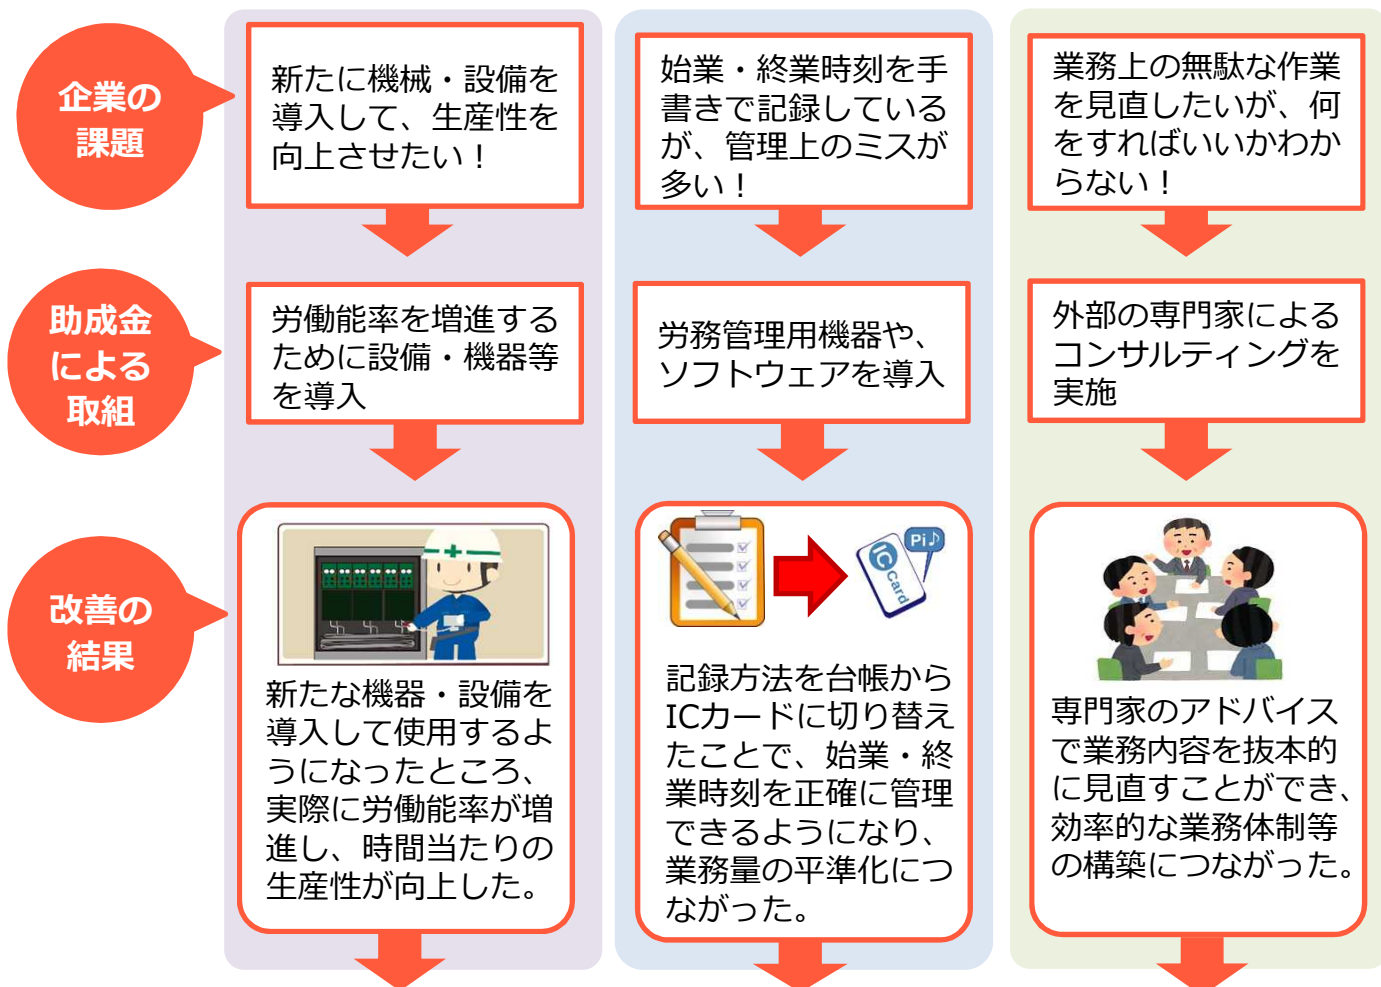 企業の
課題
新たに機械・設備を
導入して、生産性を
向上させたい！
始業・終業時刻を手
書きで記録している
が、管理上のミスが
多い！
業務上の無駄な作業
を見直したいが、何
をすればいいかわか
らない！
助成金
による
取組
労働能率を増進する
ために設備・機器等
を導入
労務管理用機器や、
ソフトウェアを導入
外部の専門家による
コンサルティングを
実施
改善の
結果
新たな機器・設備を
導入して使用するよ
うになったところ、
実際に労働能率が増
進し、時間当たりの
生産性が向上した。
IC Card
Pi♪
記録方法を台帳から
ICカードに切り替え
たことで、始業・終
業時刻を正確に管理
できるようになり、
業務量の平準化につ
ながった。
専門家のアドバイス
で業務内容を抜本的
に見直すことができ、
効率的な業務体制等
の構築につながった。